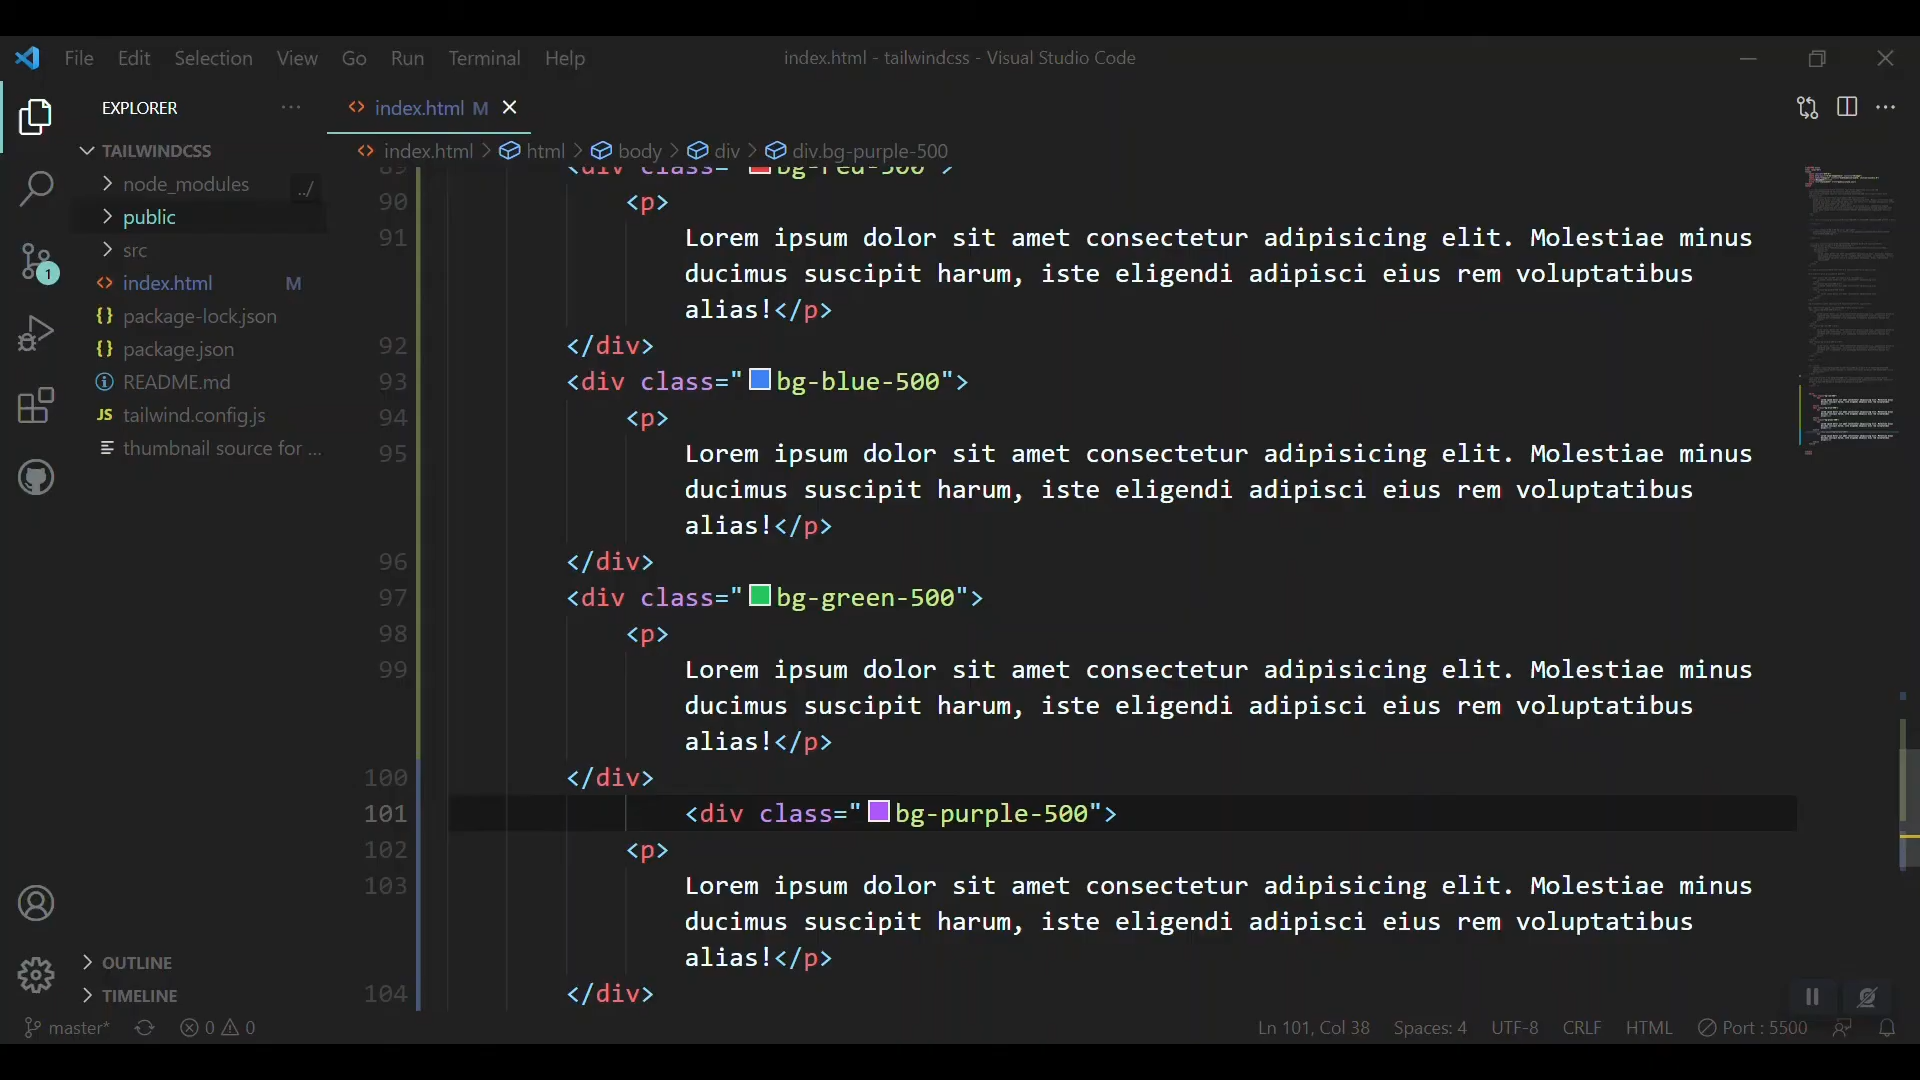 File Edit Selection View Go Run Terminal Help
index.html - tailwindcss - Visual Studio Code
EXPLORER
index.html M
TAILWINDCSS
index.html > html > body > div > div.bg-purple-500
node_modules
../
public
src
index.html M
package-lock.json
package.json
README.md
JS tailwind.config.js
thumbnail source for ...
1
89 <div class="bg-red-500">
90 <p>
91 Lorem ipsum dolor sit amet consectetur adipisicing elit. Molestiae minus
ducimus suscipit harum, iste eligendi adipisci eius rem voluptatibus
alias!</p>
92 </div>
93 <div class="bg-blue-500">
94 <p>
95 Lorem ipsum dolor sit amet consectetur adipisicing elit. Molestiae minus
ducimus suscipit harum, iste eligendi adipisci eius rem voluptatibus
alias!</p>
96 </div>
97 <div class="bg-green-500">
98 <p>
99 Lorem ipsum dolor sit amet consectetur adipisicing elit. Molestiae minus
ducimus suscipit harum, iste eligendi adipisci eius rem voluptatibus
alias!</p>
100 </div>
101 <div class="bg-purple-500">
102 <p>
103 Lorem ipsum dolor sit amet consectetur adipisicing elit. Molestiae minus
ducimus suscipit harum, iste eligendi adipisci eius rem voluptatibus
alias!</p>
104 </div>
OUTLINE
TIMELINE
master* 0 0
Ln 101, Col 38 Spaces: 4 UTF-8 CRLF HTML Port : 5500